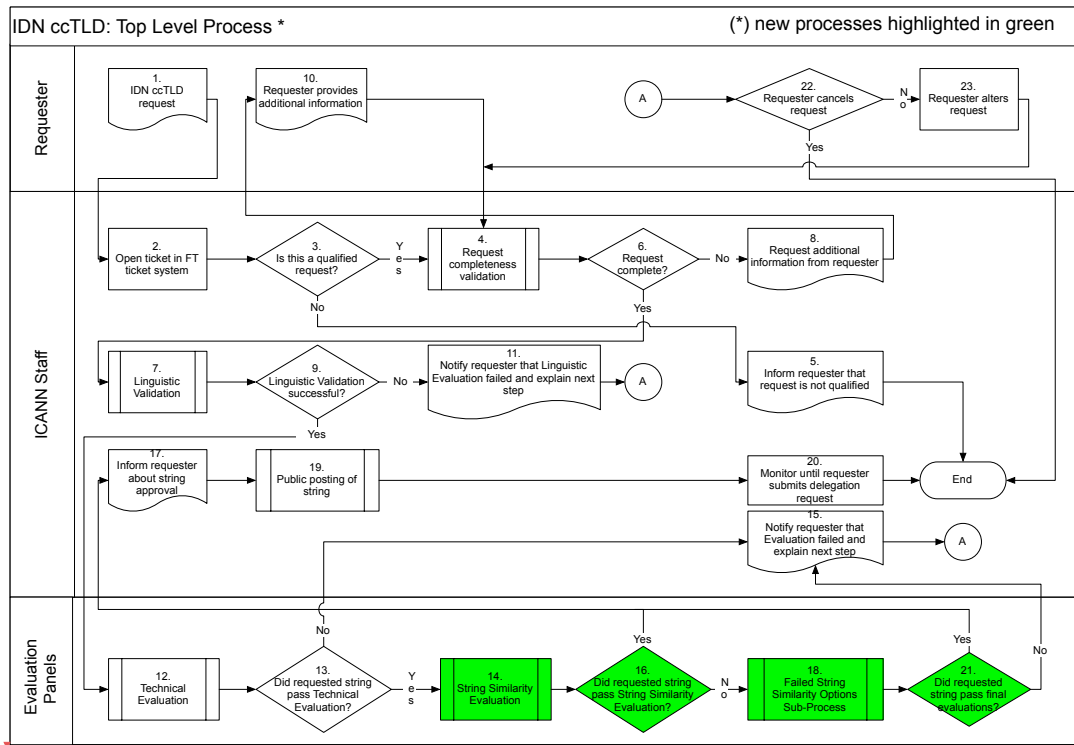 IDN ccTLD: Top Level Process *
(*) new processes highlighted in green
Requester
1.
IDN ccTLD
request
10.
Requester provides
additional information
A
22.
Requester cancels
request
No
23.
Requester alters
request
Yes
ICANN Staff
2.
Open ticket in FT
ticket system
3.
Is this a qualified
request?
Yes
4.
Request
completeness
validation
6.
Request
complete?
No
8.
Request additional
information from requester
No
Yes
7.
Linguistic
Validation
9.
Linguistic Validation
successful?
No
11.
Notify requester that Linguistic
Evaluation failed and explain next
step
A
5.
Inform requester that
request is not qualified
Yes
17.
Inform requester
about string
approval
19.
Public posting of
string
20.
Monitor until requester
submits delegation
request
End
15.
Notify requester that
Evaluation failed and
explain next step
A
Evaluation
Panels
No
Yes
Yes
No
12.
Technical
Evaluation
13.
Did requested string
pass Technical
Evaluation?
Yes
14.
String Similarity
Evaluation
16.
Did requested string
pass String Similarity
Evaluation?
No
18.
Failed String
Similarity Options
Sub-Process
21.
Did requested
string pass final
evaluations?